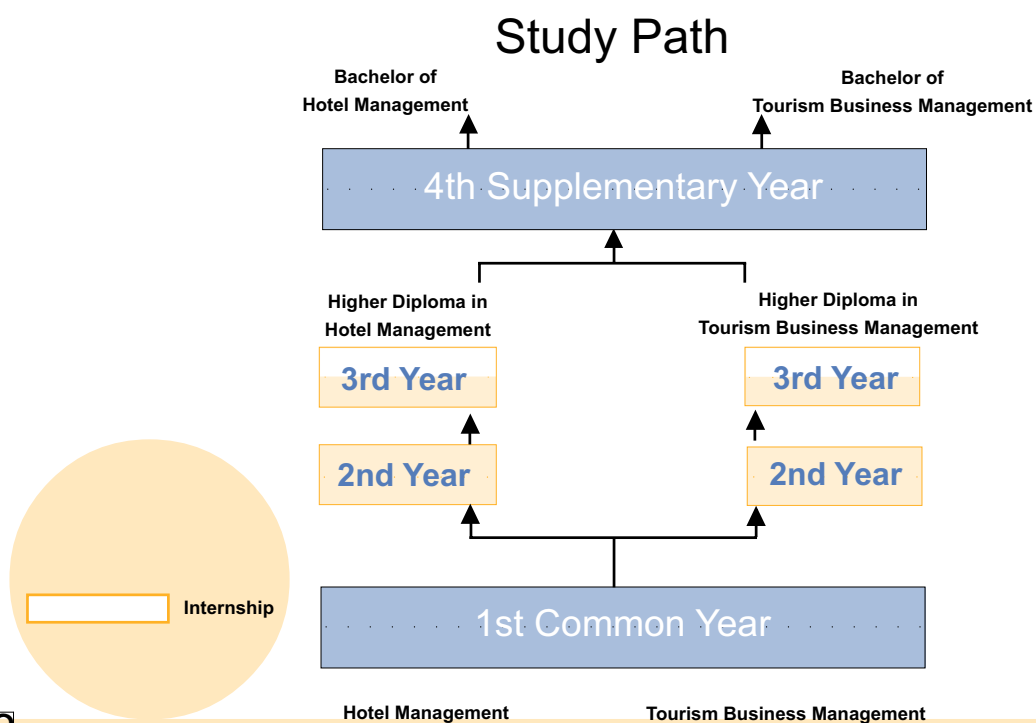 Study Path
Bachelor of
Hotel Management
Bachelor of
Tourism Business Management
4th Supplementary Year
Higher Diploma in
Hotel Management
Higher Diploma in
Tourism Business Management
3rd Year
3rd Year
2nd Year
2nd Year
Internship
1st Common Year
Hotel Management
Tourism Business Management